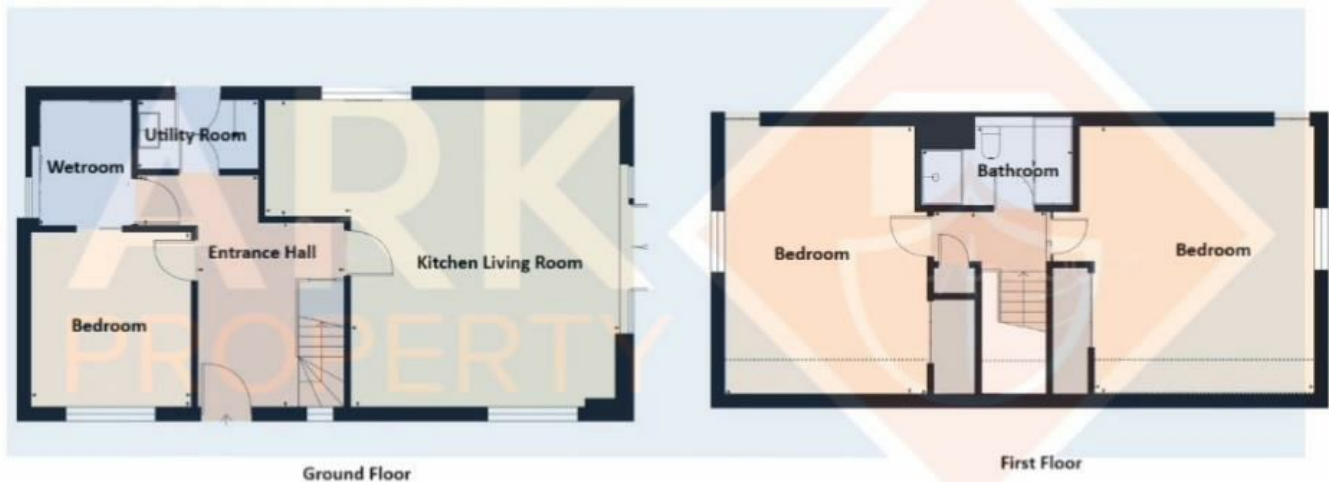 ARK
PROPERTY
Utility Room
Wetroom
Entrance Hall
Kitchen Living Room
Bedroom
Ground Floor
Bathroom
Bedroom
Bedroom
First Floor